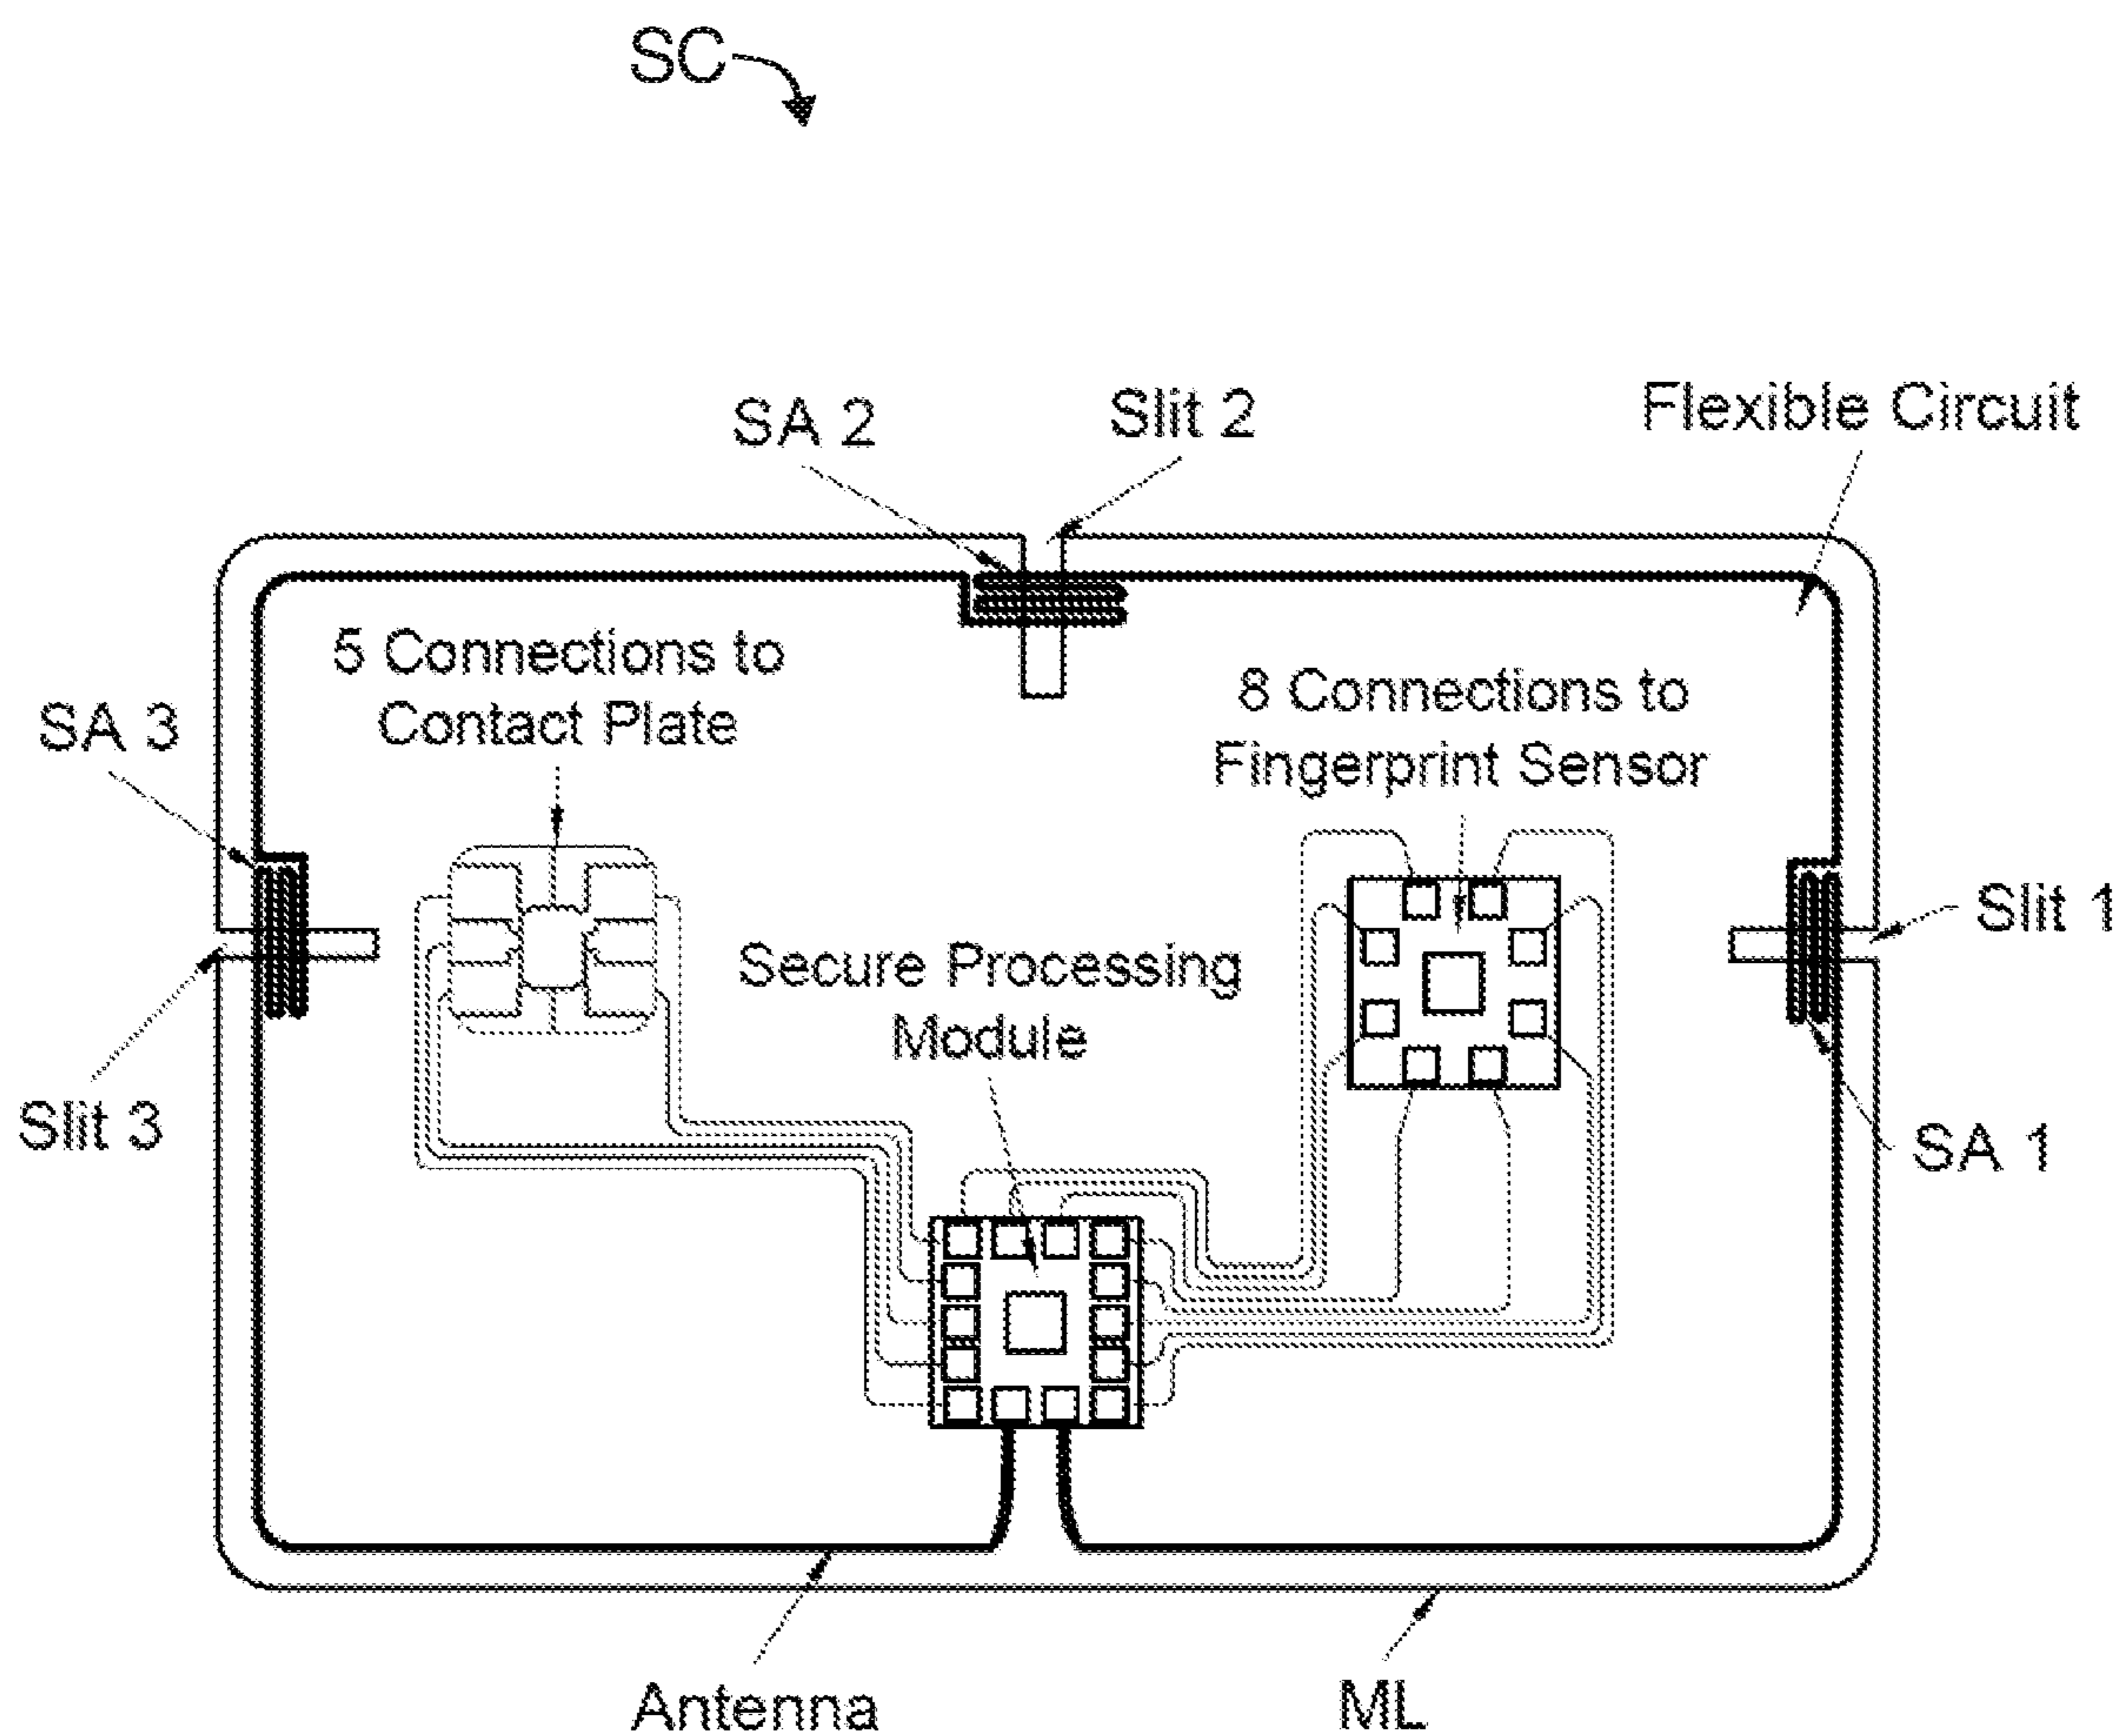 SC
SA 2
Slit 2
Flexible Circuit
5 Connections to
Contact Plate
8 Connections to
Fingerprint Sensor
SA 3
Slit 1
Secure Processing
Module
Slit 3
SA 1
Antenna
ML